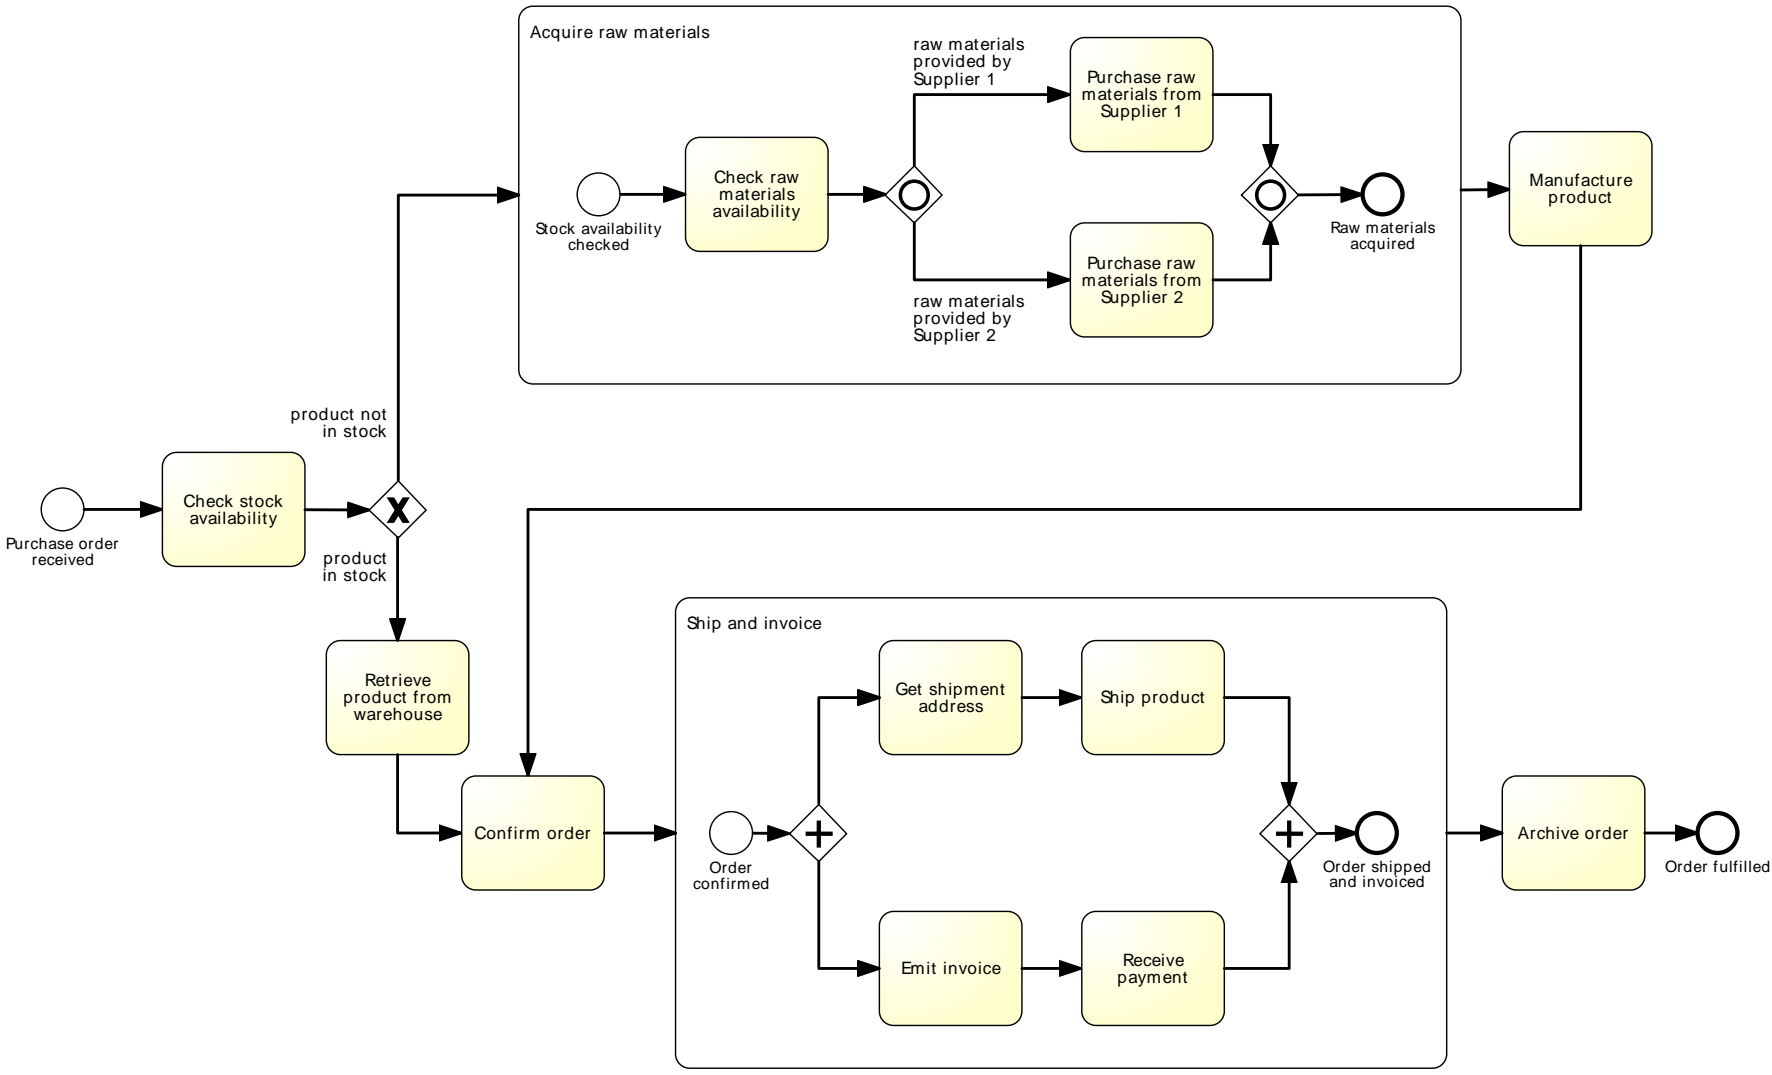 Acquire raw materials
raw materials
provided by
Supplier 1
Purchase raw
materials from
Supplier 1
Check raw
materials
availability
Stock availability
checked
Raw materials
acquired
Manufacture
product
Purchase raw
materials from
Supplier 2
raw materials
provided by
Supplier 2
product not
in stock
X
Check stock
availability
Purchase order
received
product
in stock
Retrieve
product from
warehouse
Confirm order
Ship and invoice
Get shipment
address
Ship product
Order
confirmed
Order shipped
and invoiced
Emit invoice
Receive
payment
Archive order
Order fulfilled